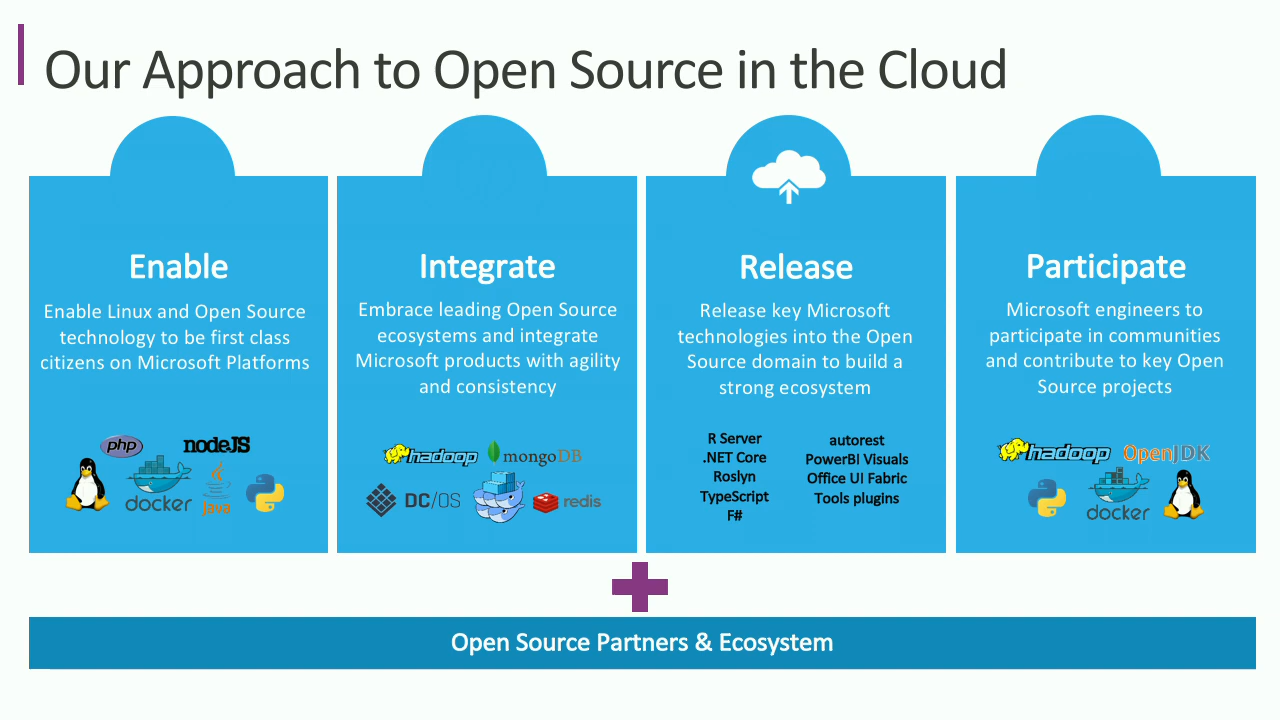 Our Approach to Open Source in the Cloud
Enable
Enable Linux and Open Source
technology to be first class
citizens on Microsoft Platforms
php
nodeJS
docker
Java
Integrate
Embrace leading Open Source
ecosystems and integrate
Microsoft products with agility
and consistency
hadoop
mongoDB
DC/OS
redis
Release
Release key Microsoft
technologies into the Open
Source domain to build a
strong ecosystem
R Server
.NET Core
Roslyn
TypeScript
F#
autorest
PowerBI Visuals
Office UI Fabric
Tools plugins
Participate
Microsoft engineers to
participate in communities
and contribute to key Open
Source projects
hadoop
OpenJDK
docker
Open Source Partners & Ecosystem